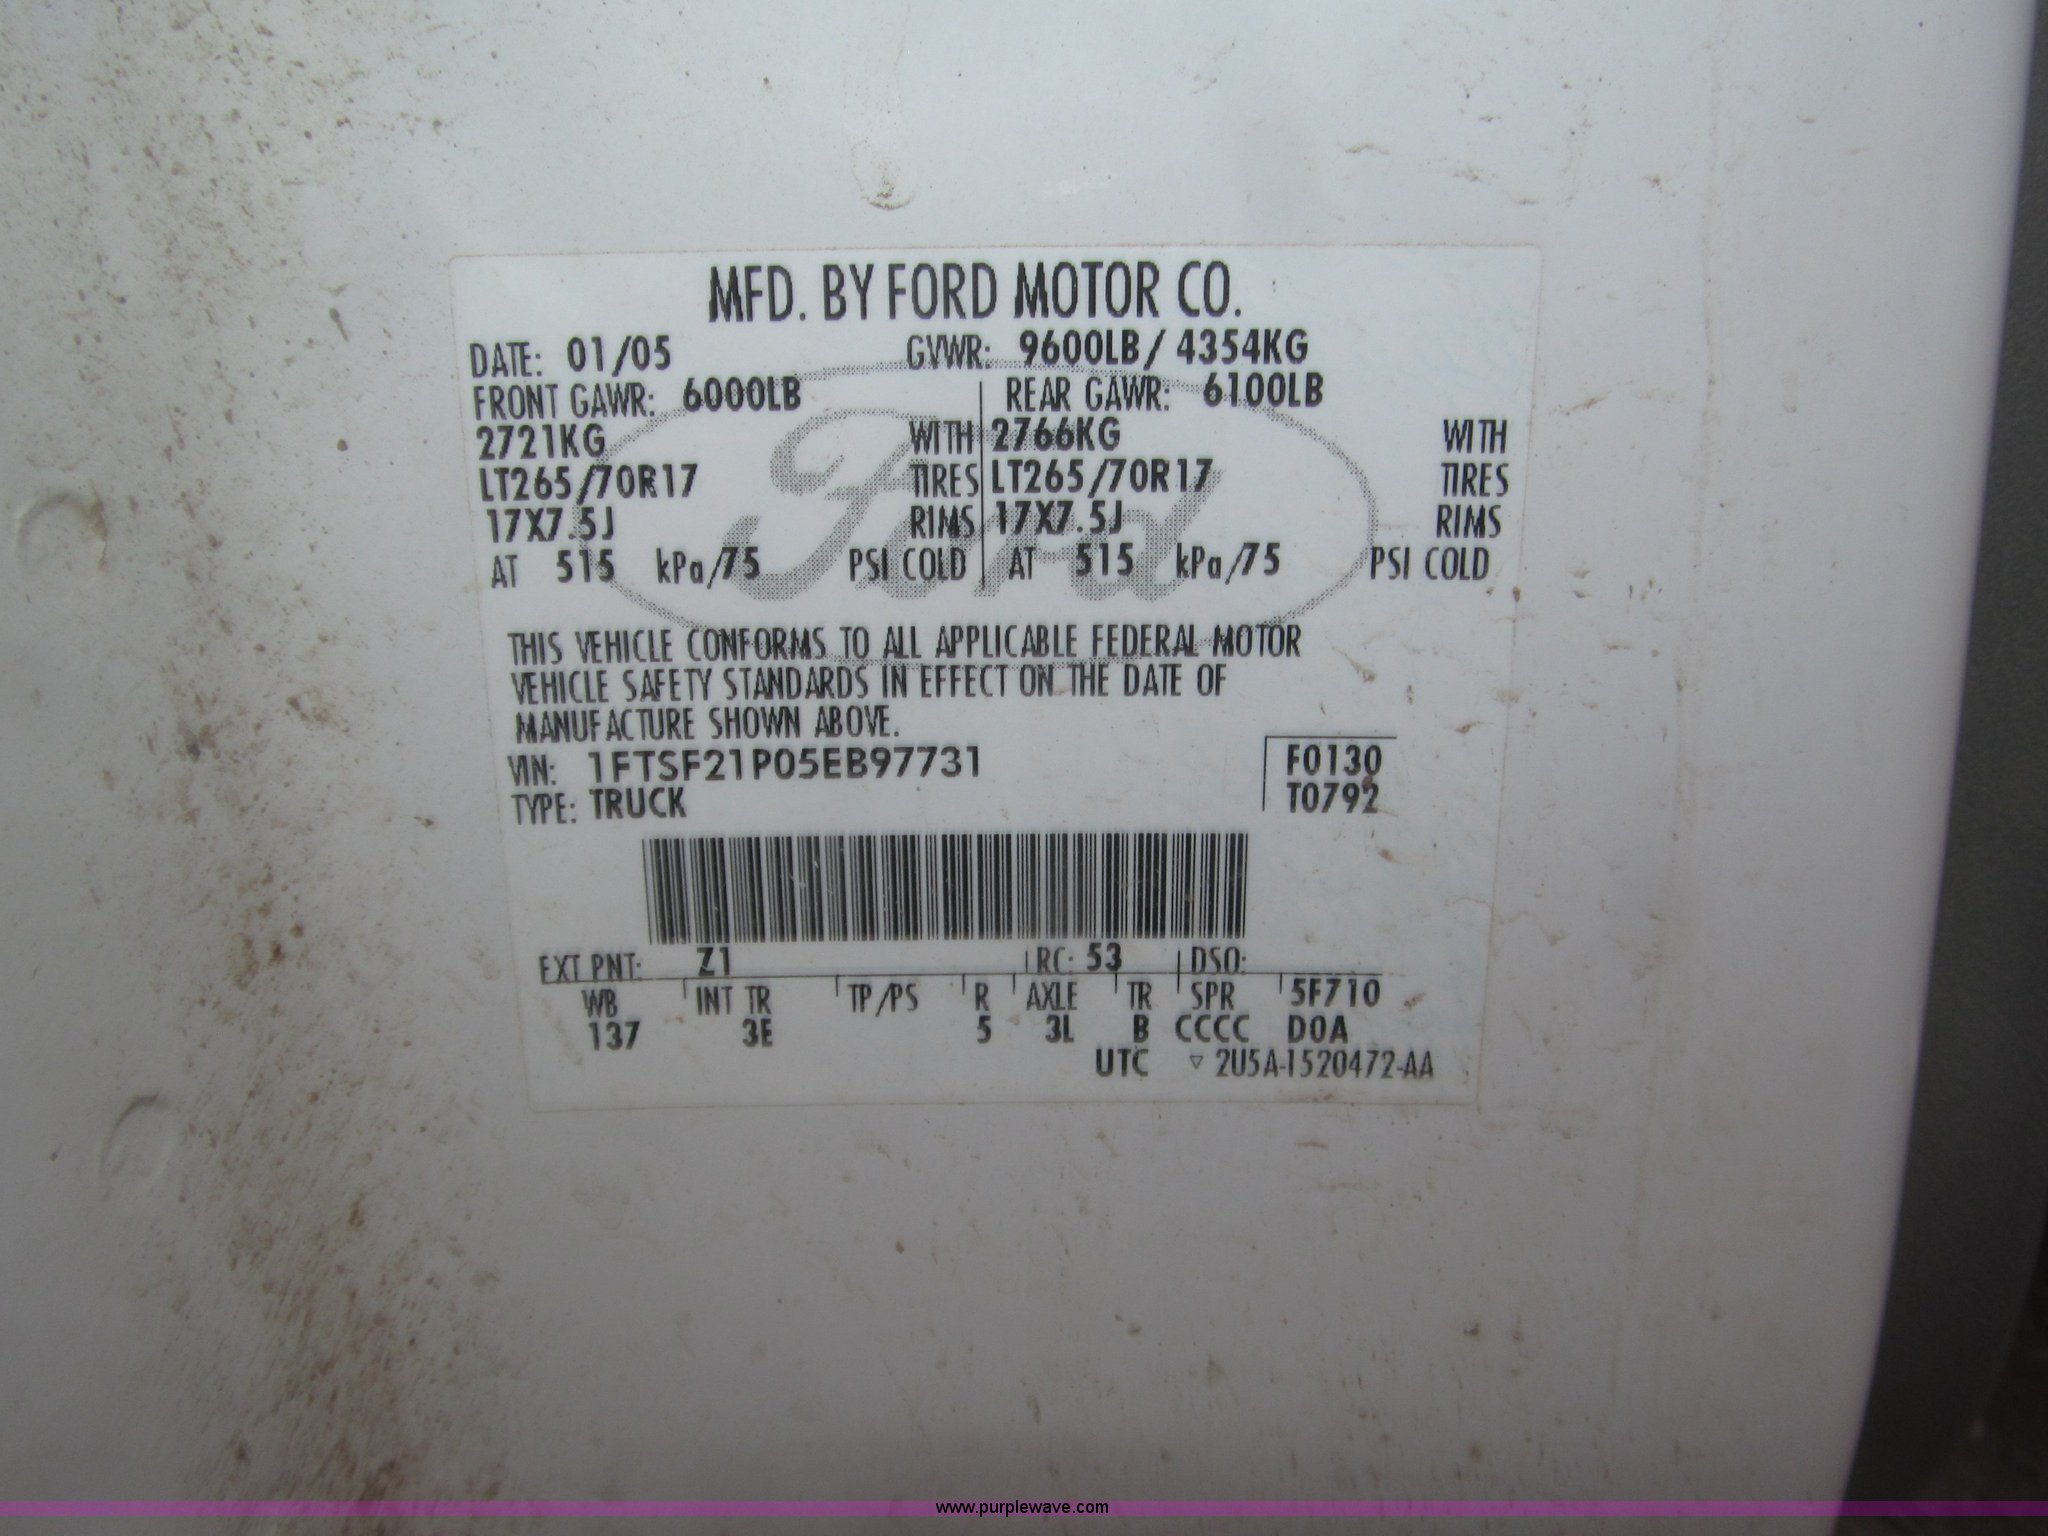 MFD. BY FORD MOTOR CO.
DATE: 01/05 GVWR: 9600LB/ 4354KG
FRONT GAWR: 6000LB REAR GAWR: 6100LB
2721KG WITH 2766KG WITH
LT265/70R17 TIRES LT265/70R17 TIRES
17X7.5J RIMS 17X7.5J RIMS
AT 515 kPa/75 PSI COLD AT 515 kPa/75 PSI COLD
Ford
THIS VEHICLE CONFORMS TO ALL APPLICABLE FEDERAL MOTOR
VEHICLE SAFETY STANDARDS IN EFFECT ON THE DATE OF
MANUFACTURE SHOWN ABOVE.
VIN: 1FTSF21P05EB97731 F0130
TYPE: TRUCK T0792
EXT PNT: Z1 RC: 53 DSO:
WB INT TR TP/PS R AXLE TR SPR 5F710
137 3E 5 3L B CCCC D0A
UTC ▽ 2U5A-1520472-AA
www.purplewave.com